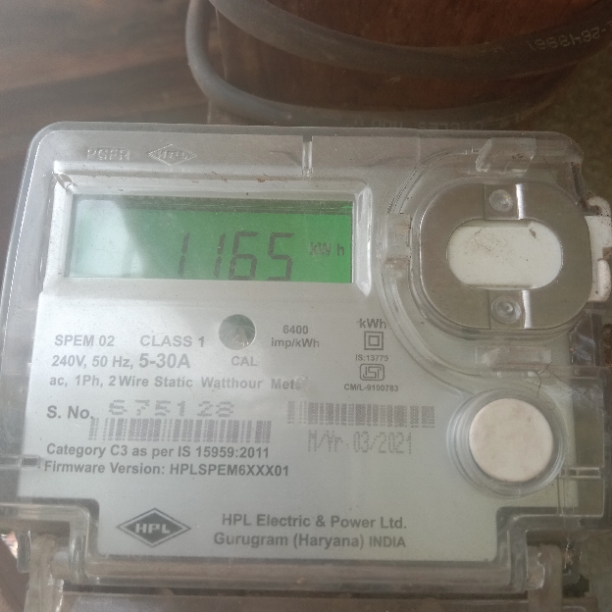 HPL
1165 kWh
SPEM 02 CLASS 1 6400 imp/kWh
240V, 50 Hz, 5-30A CAL
ac, 1Ph, 2 Wire Static Watthour Meter
kWh
IS.13779
CM/L-9100783
S. No. 675128
M/Yr 03/2021
Category C3 as per IS 15959:2011
Firmware Version: HPLSPEM6XXX01
HPL
HPL Electric & Power Ltd.
Gurugram (Haryana) INDIA